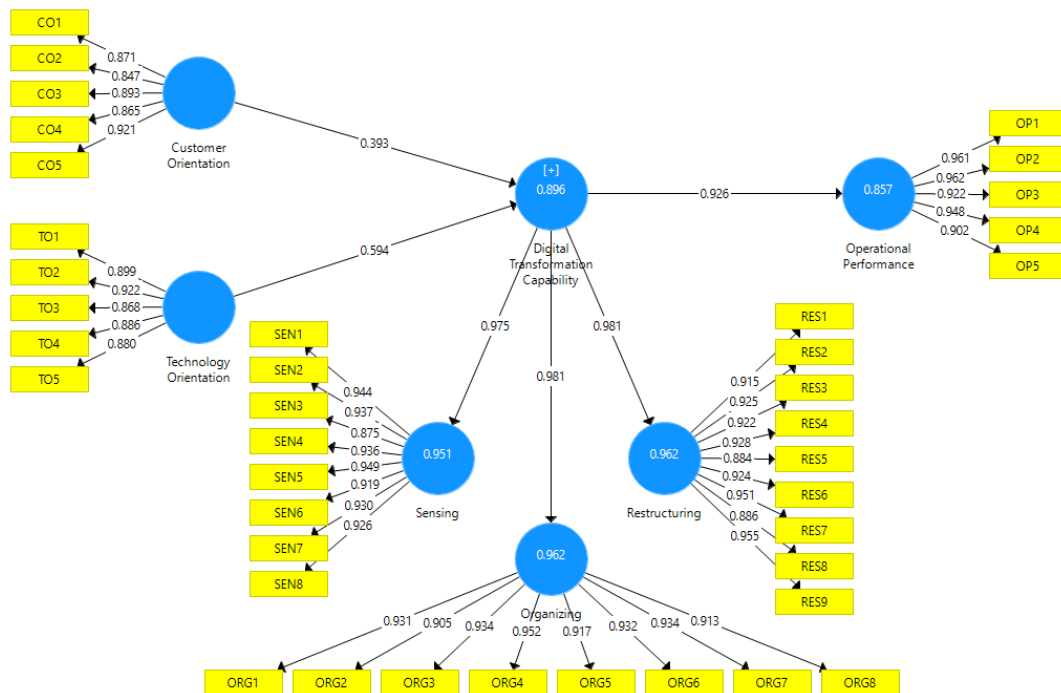 CO1
CO2
CO3
CO4
CO5
0.871
0.847
0.893
0.865
0.921
Customer
Orientation
0.393
TO1
TO2
TO3
TO4
TO5
0.899
0.922
0.868
0.886
0.880
Technology
Orientation
0.594
[+]
0.896
Digital
Transformation
Capability
0.926
0.857
Operational
Performance
0.961
0.962
0.922
0.948
0.902
OP1
OP2
OP3
OP4
OP5
0.975
0.981
0.981
SEN1
SEN2
SEN3
SEN4
SEN5
SEN6
SEN7
SEN8
0.944
0.937
0.875
0.936
0.949
0.919
0.930
0.926
0.951
Sensing
0.962
Restructuring
0.915
0.925
0.922
0.928
0.884
0.924
0.951
0.886
0.955
RES1
RES2
RES3
RES4
RES5
RES6
RES7
RES8
RES9
0.962
Organizing
0.931
0.905
0.934
0.952
0.917
0.932
0.934
0.913
ORG1
ORG2
ORG3
ORG4
ORG5
ORG6
ORG7
ORG8